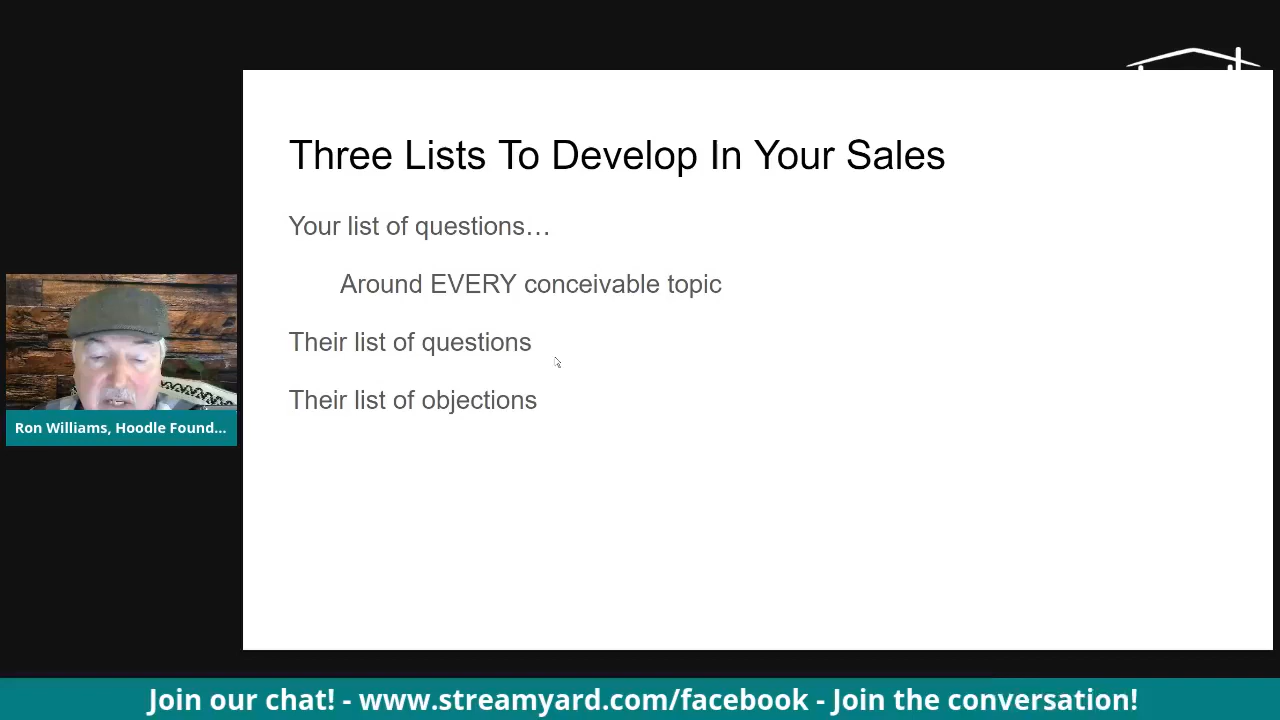 Three Lists To Develop In Your Sales
Your list of questions…
Around EVERY conceivable topic
Their list of questions
Their list of objections
Ron Williams, Hoodle Found...
Join our chat! - www.streamyard.com/facebook - Join the conversation!